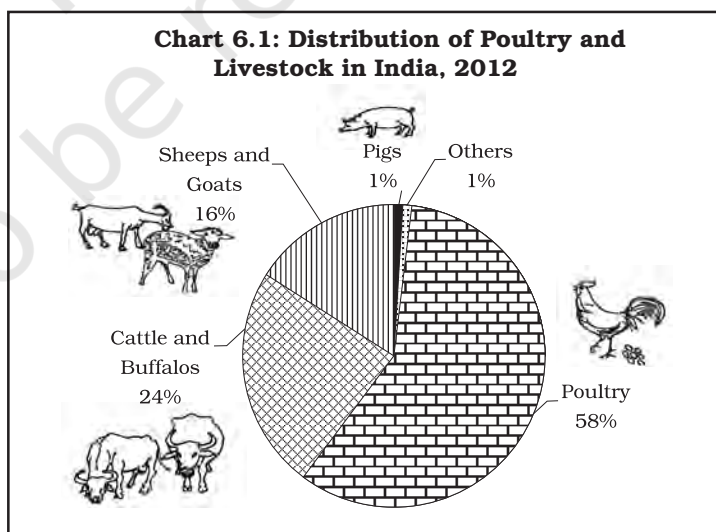 Chart 6.1: Distribution of Poultry and
Livestock in India, 2012
Sheeps and
Goats
16%
Pigs
1%
Others
1%
Cattle and
Buffalos
24%
Poultry
58%